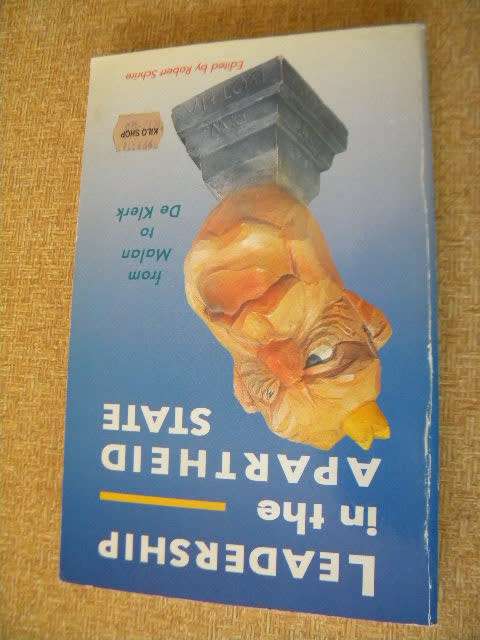 LEADERSHIP
in the
APARTHEID
STATE
from
Malan
to
De Klerk
KILO SHOP
Edited by Robert Schrire